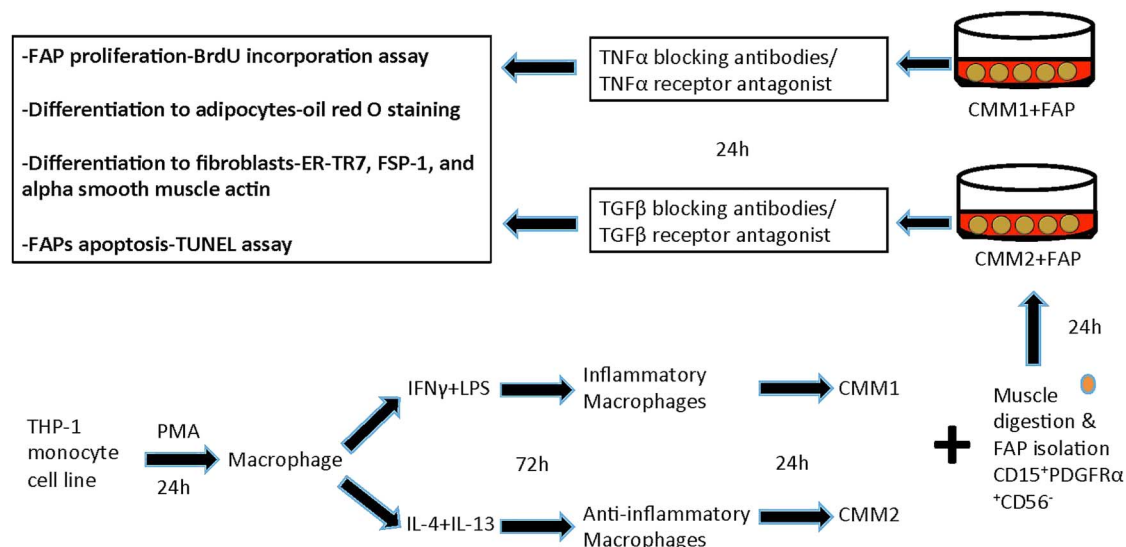 -FAP proliferation-BrdU incorporation assay
-Differentiation to adipocytes-oil red O staining
-Differentiation to fibroblasts-ER-TR7, FSP-1, and
alpha smooth muscle actin
-FAPs apoptosis-TUNEL assay
TNFα blocking antibodies/
TNFα receptor antagonist
CMM1+FAP
24h
TGFβ blocking antibodies/
TGFβ receptor antagonist
CMM2+FAP
24h
THP-1
monocyte
cell line
PMA
24h
Macrophage
IFNγ+LPS
Inflammatory
Macrophages
CMM1
72h
24h
IL-4+IL-13
Anti-inflammatory
Macrophages
CMM2
+
Muscle
digestion &
FAP isolation
CD15⁺PDGFRα
⁺CD56⁻